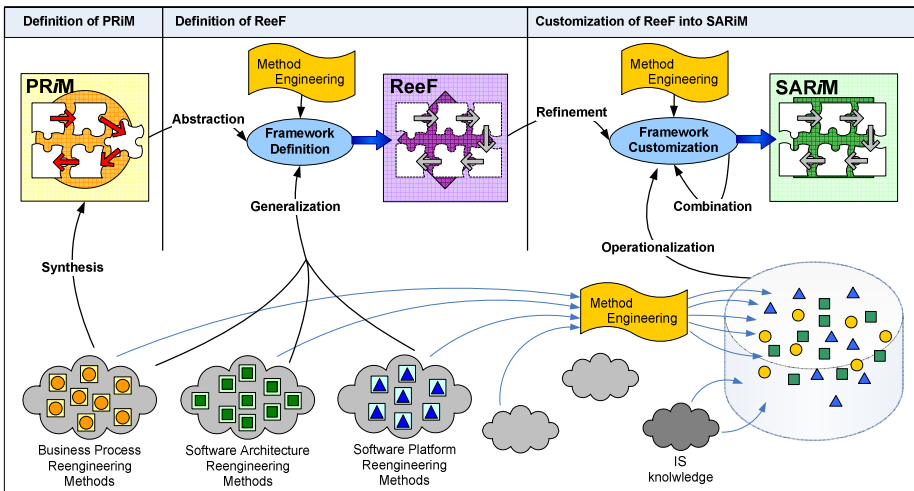 Definition of PRiM
Definition of ReeF
Customization of ReeF into SARiM
PRiM
Abstraction
Method
Engineering
Framework
Definition
ReeF
Refinement
Method
Engineering
Framework
Customization
SARiM
Generalization
Combination
Operationalization
Synthesis
Method
Engineering
Business Process
Reengineering
Methods
Software Architecture
Reengineering
Methods
Software Platform
Reengineering
Methods
IS
knolwledge